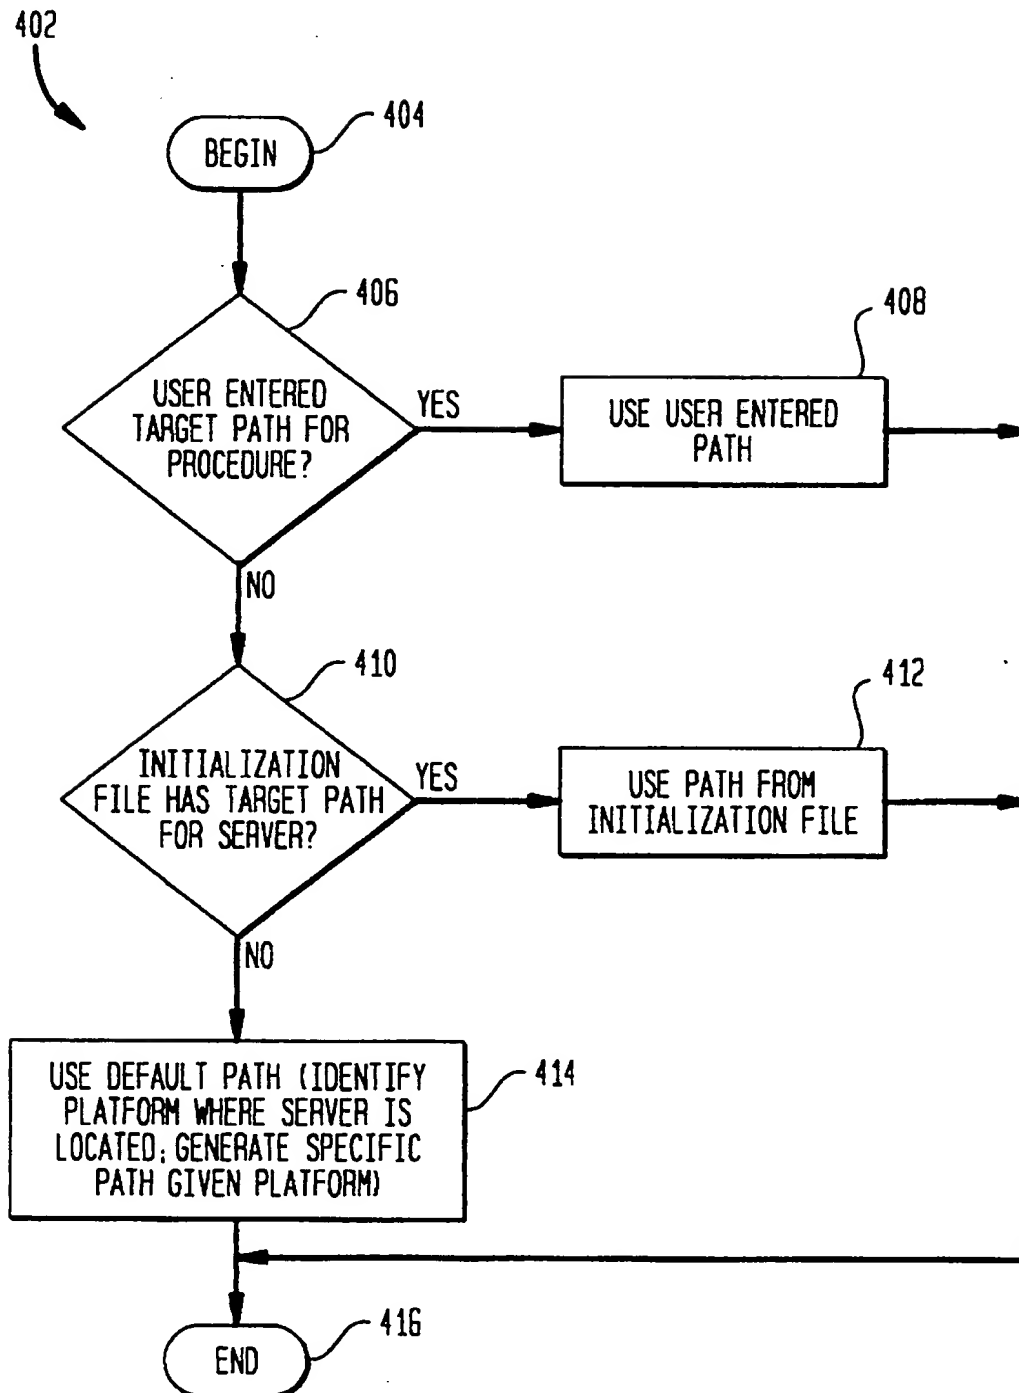 402
404
BEGIN
406
408
USER ENTERED
TARGET PATH FOR
PROCEDURE?
YES
USE USER ENTERED
PATH
NO
410
412
INITIALIZATION
FILE HAS TARGET PATH
FOR SERVER?
YES
USE PATH FROM
INITIALIZATION FILE
NO
414
USE DEFAULT PATH (IDENTIFY
PLATFORM WHERE SERVER IS
LOCATED; GENERATE SPECIFIC
PATH GIVEN PLATFORM)
416
END